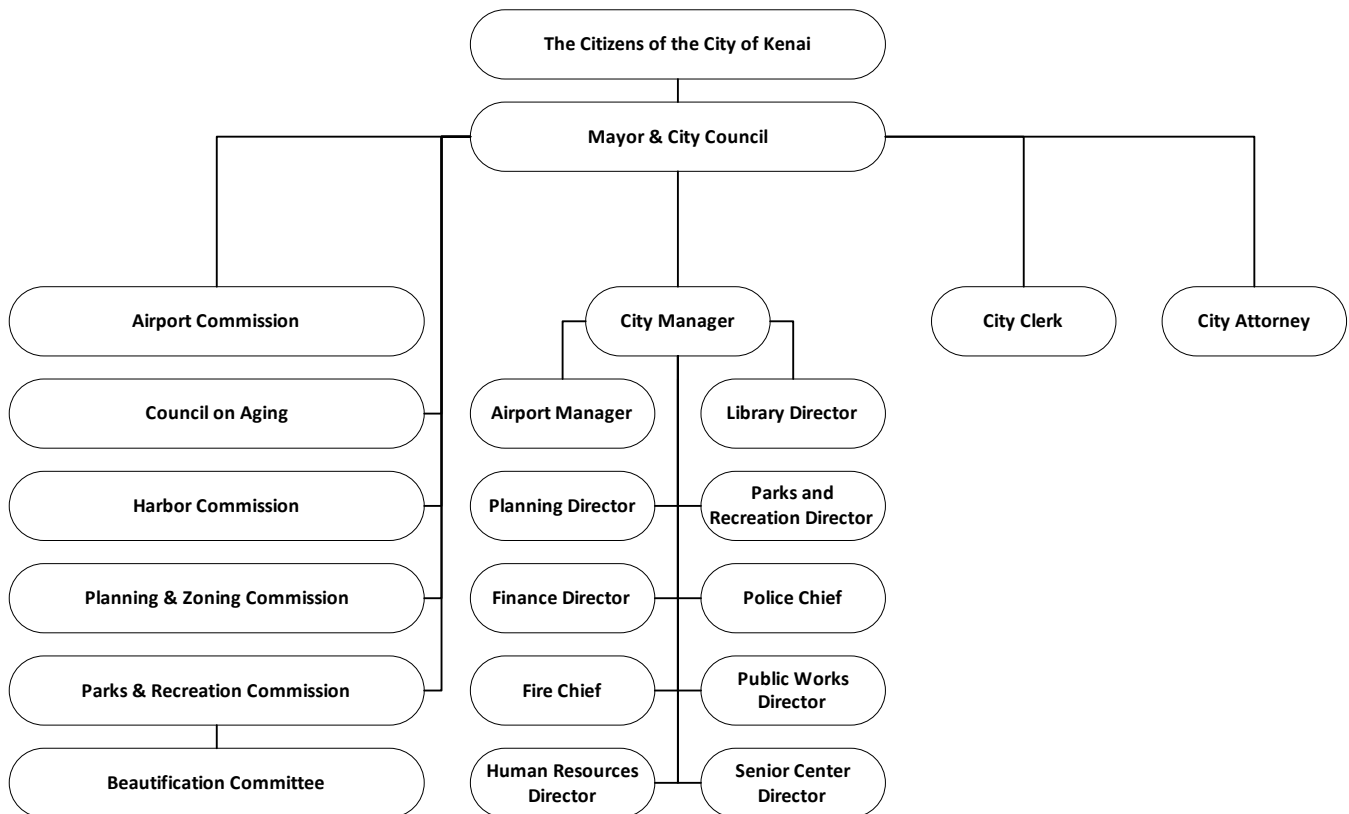 The Citizens of the City of Kenai
Mayor & City Council
Airport Commission
City Manager
City Clerk
City Attorney
Council on Aging
Airport Manager
Library Director
Harbor Commission
Planning Director
Parks and
Recreation Director
Planning & Zoning Commission
Finance Director
Police Chief
Parks & Recreation Commission
Fire Chief
Public Works
Director
Beautification Committee
Human Resources
Director
Senior Center
Director